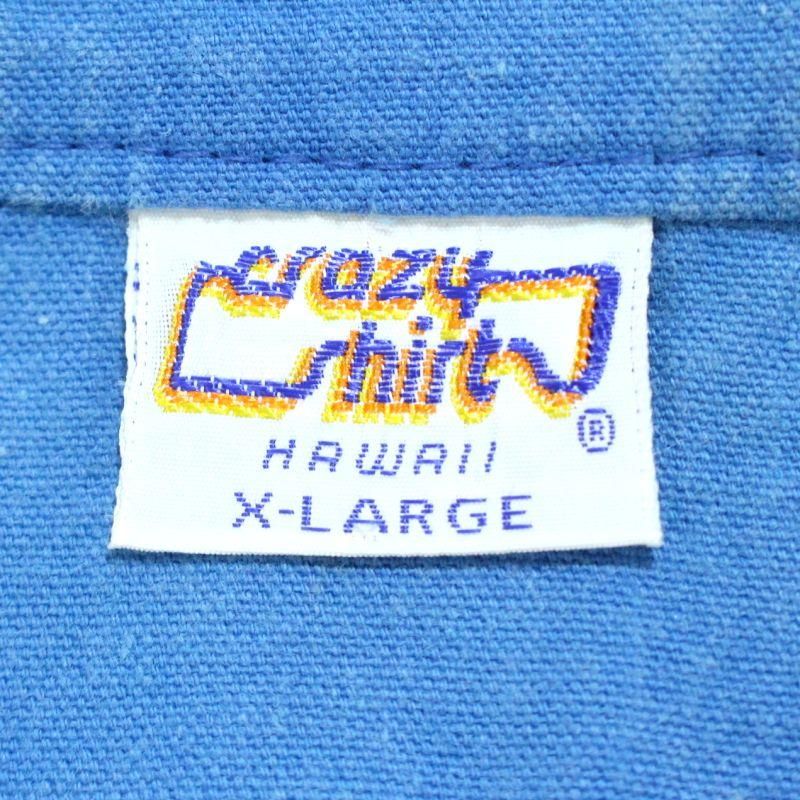 crazy
shirt
®
HAWAII
X-LARGE